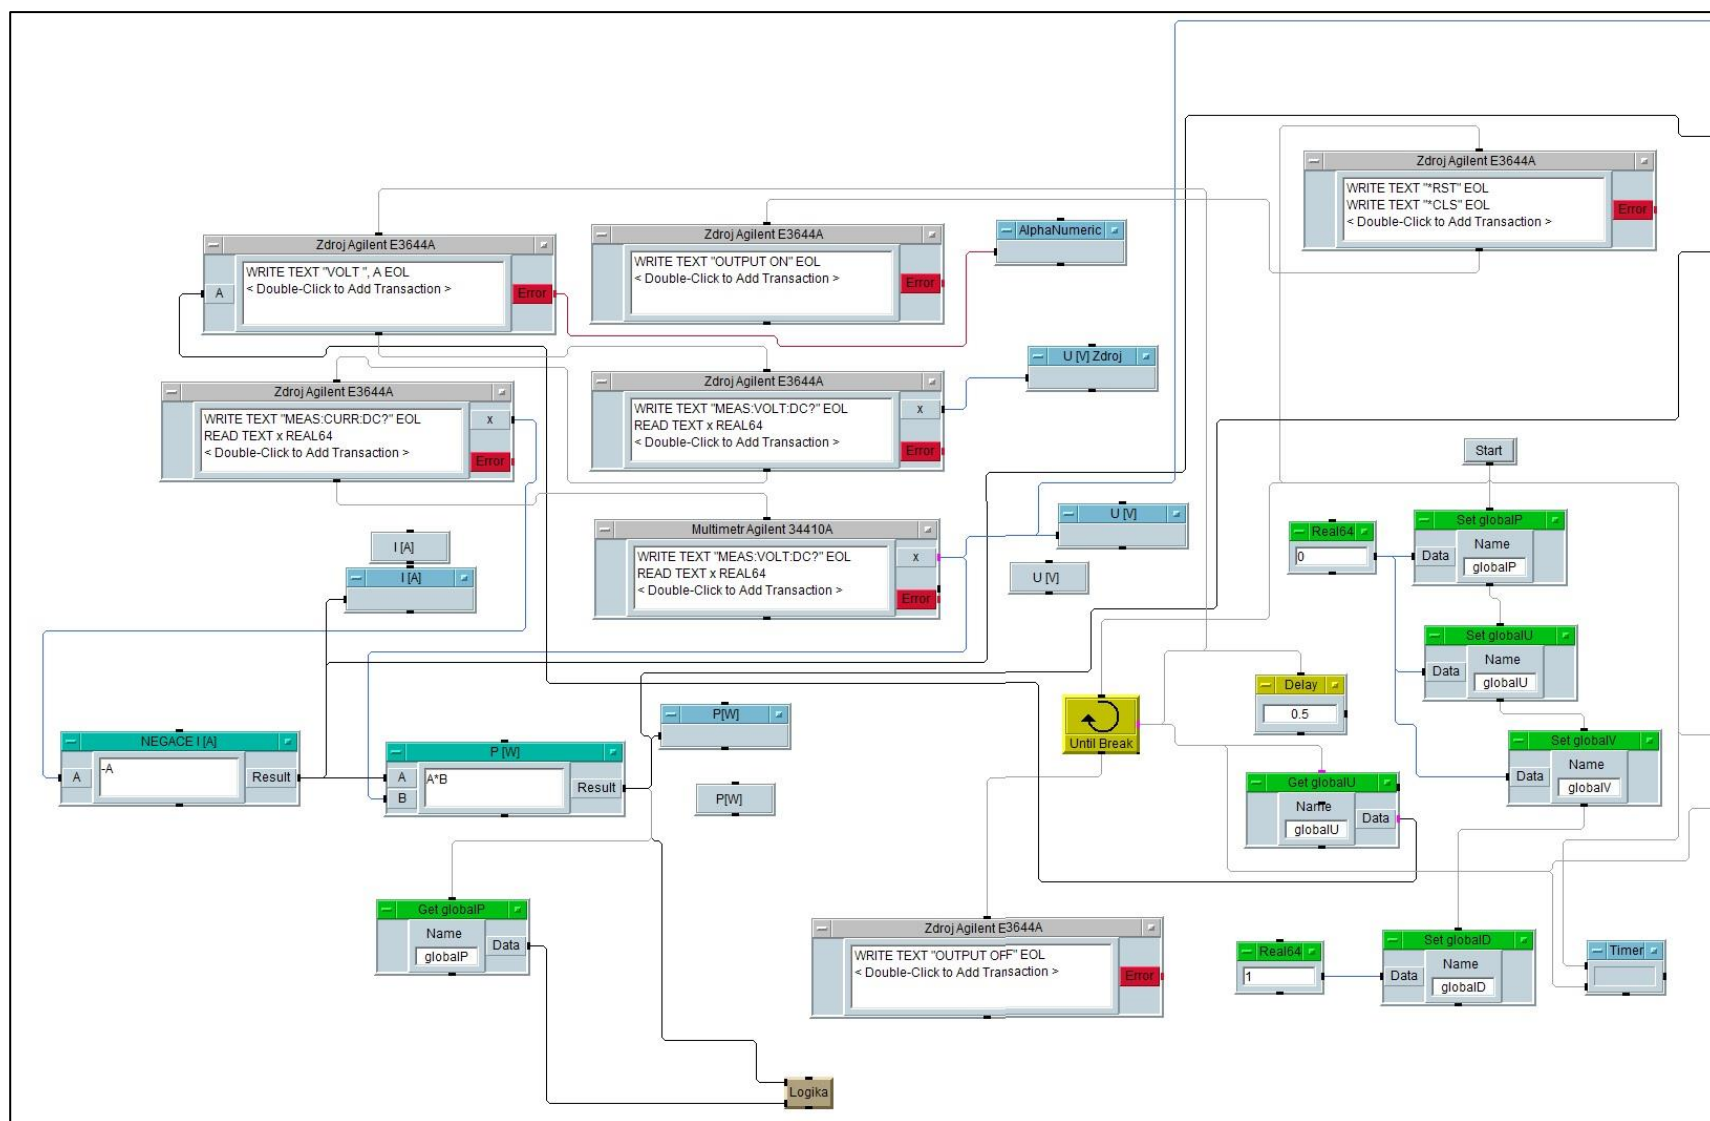 Zdroj Agilent E3644A
WRITE TEXT "*RST" EOL
WRITE TEXT "*CLS" EOL
< Double-Click to Add Transaction >
Error
Zdroj Agilent E3644A
A
WRITE TEXT "VOLT ", A EOL
< Double-Click to Add Transaction >
Error
Zdroj Agilent E3644A
WRITE TEXT "OUTPUT ON" EOL
< Double-Click to Add Transaction >
Error
AlphaNumeric
U [V] Zdroj
Zdroj Agilent E3644A
WRITE TEXT "MEAS:CURR:DC?" EOL
READ TEXT x REAL64
< Double-Click to Add Transaction >
x
Error
Zdroj Agilent E3644A
WRITE TEXT "MEAS:VOLT:DC?" EOL
READ TEXT x REAL64
< Double-Click to Add Transaction >
x
Error
Start
Multimetr Agilent 34410A
WRITE TEXT "MEAS:VOLT:DC?" EOL
READ TEXT x REAL64
< Double-Click to Add Transaction >
x
Error
U [V]
U [V]
I [A]
I [A]
Real64
0
Set globalP
Data
Name
globalP
Set globalU
Data
Name
globalU
Delay
0.5
Until Break
Set globalV
Data
Name
globalV
NEGACE I [A]
A
-A
Result
P [W]
A
B
A*B
Result
P[W]
P[W]
Get globalU
Name
globalU
Data
Get globalP
Name
globalP
Data
Zdroj Agilent E3644A
WRITE TEXT "OUTPUT OFF" EOL
< Double-Click to Add Transaction >
Error
Real64
1
Set globalD
Data
Name
globalD
Timer
Logika